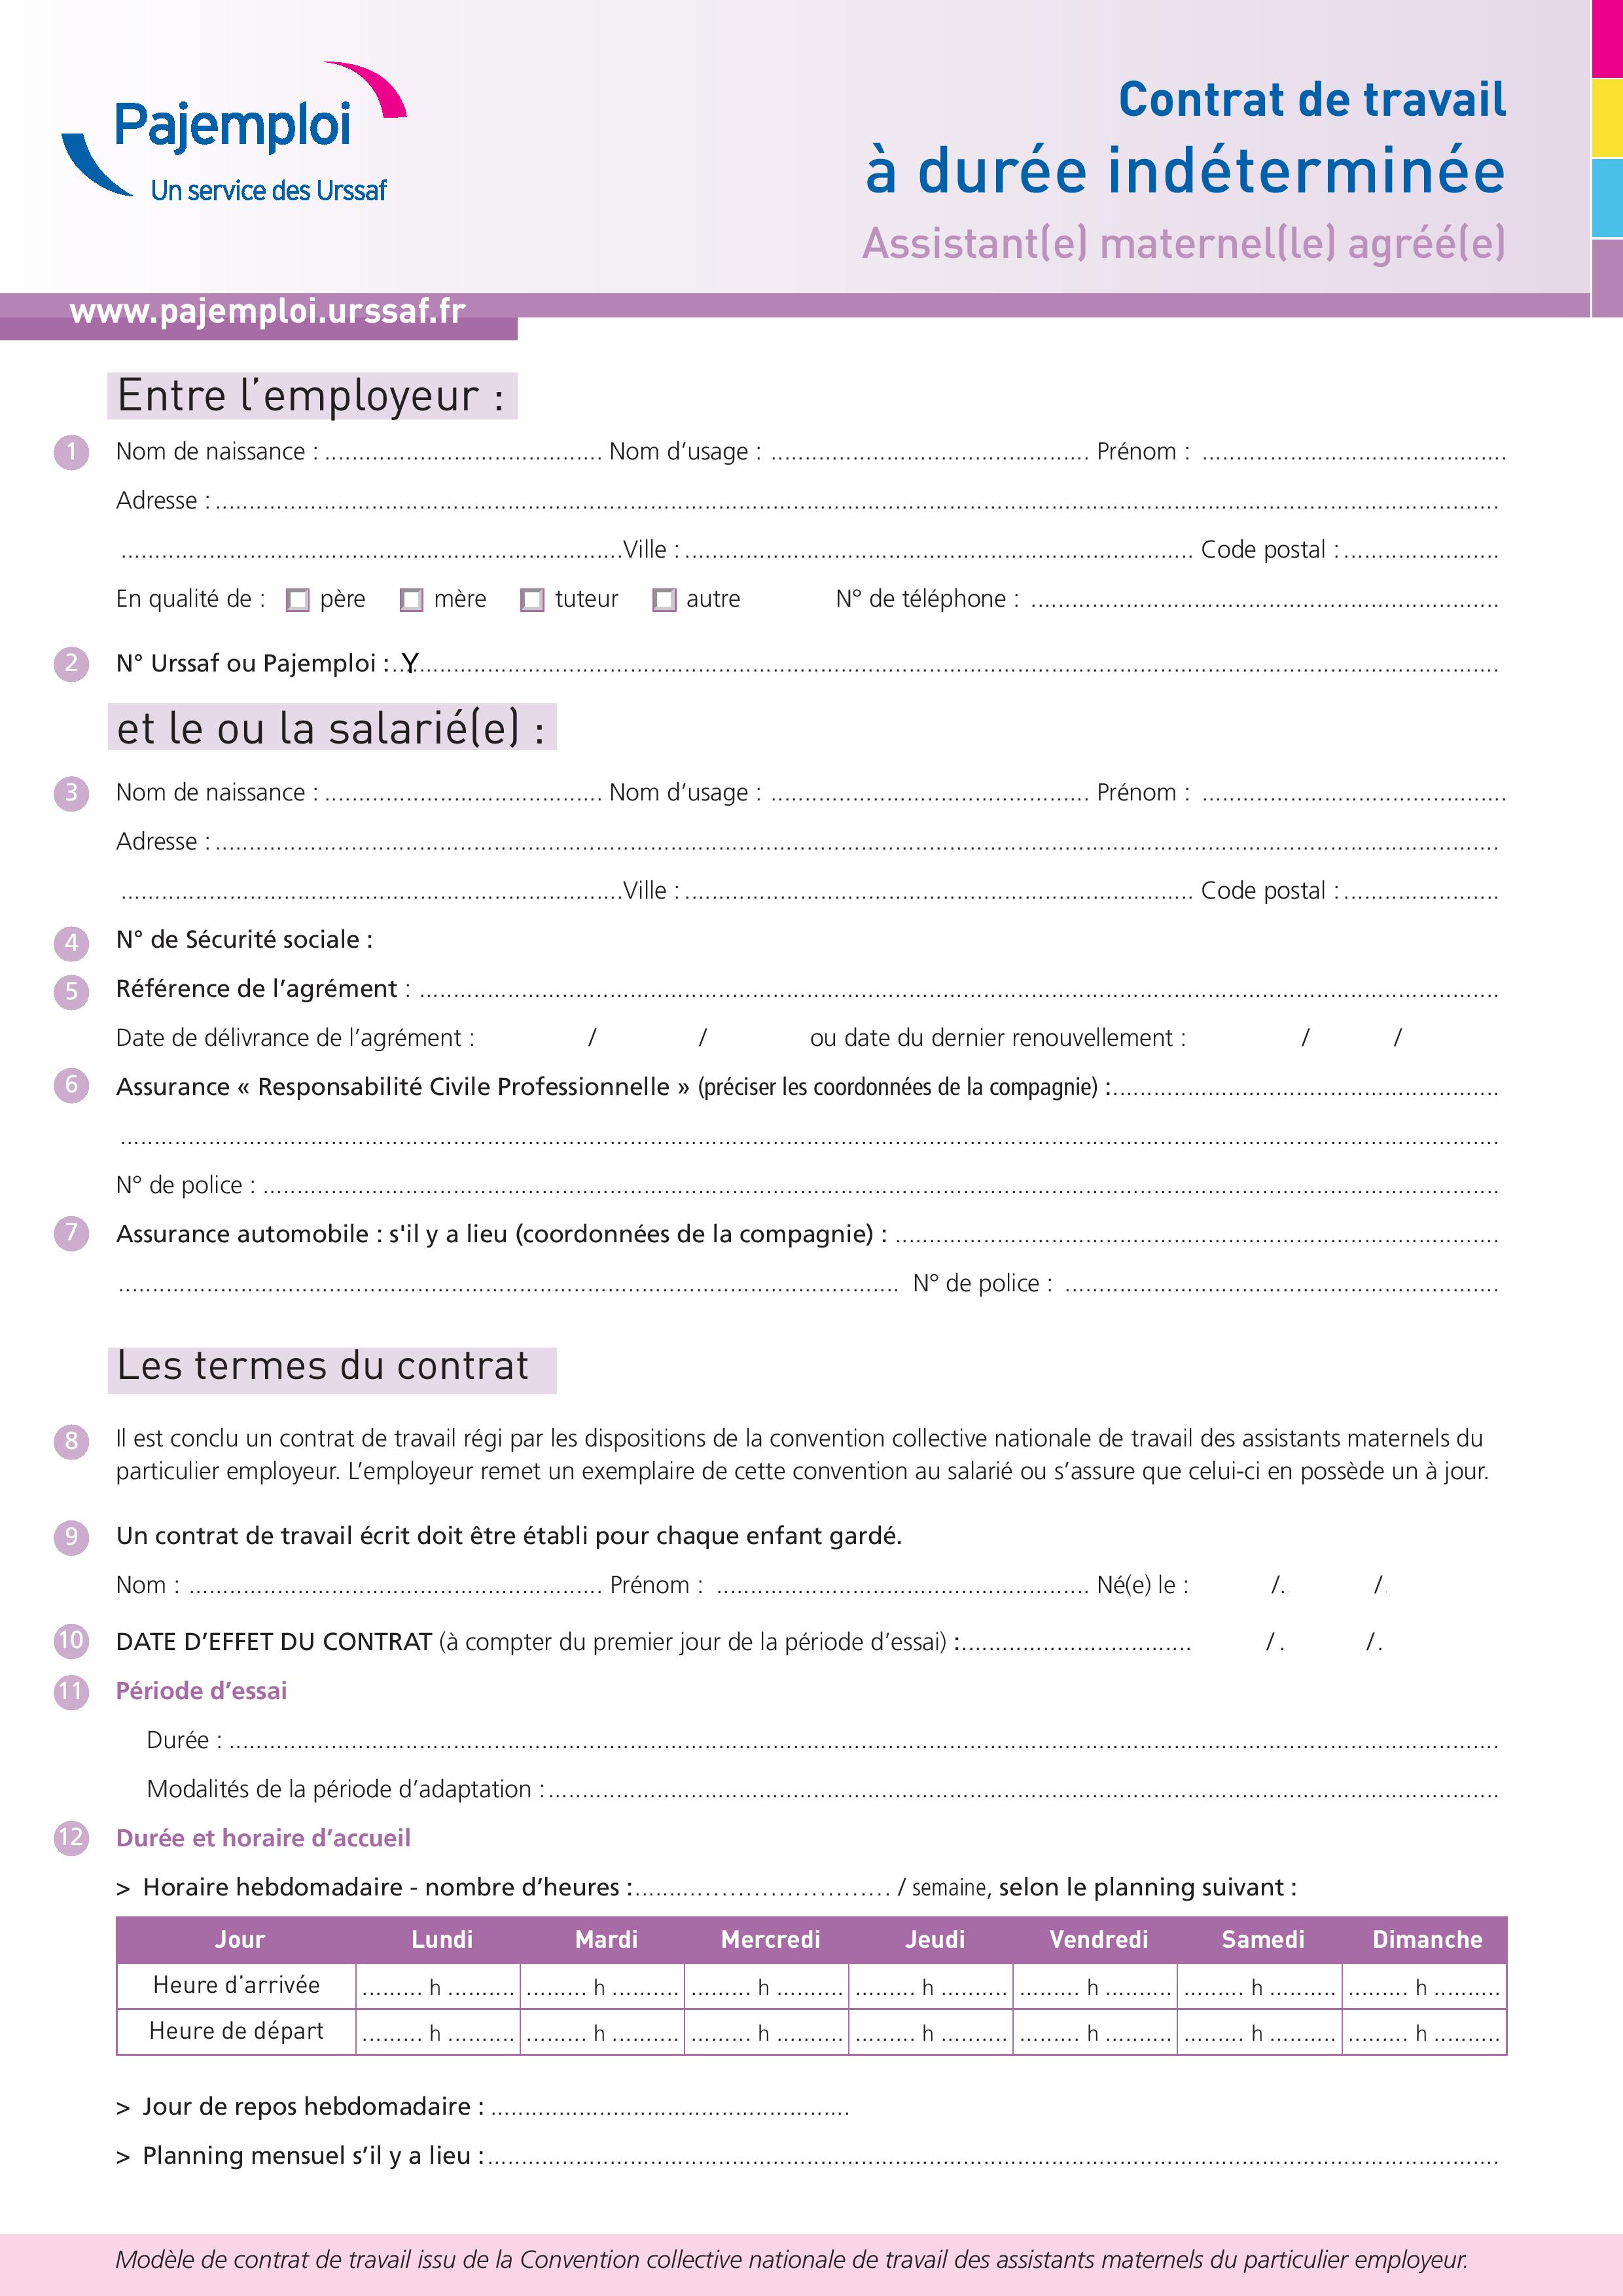 Pajemploi
Un service des Urssaf
Contrat de travail
à durée indéterminée
Assistant(e) maternel(le) agréé(e)
www.pajemploi.urssaf.fr
Entre l’employeur :
1 Nom de naissance : ........................................ Nom d’usage : .............................................. Prénom : ............................................
Adresse : ................................................................................
.......................................................................... Ville : .......................................................................... Code postal : .......................
En qualité de : père mère tuteur autre N° de téléphone : ....................................................................
2 N° Urssaf ou Pajemploi : ..Y................................................................................
et le ou la salarié(e) :
3 Nom de naissance : ........................................ Nom d’usage : .............................................. Prénom : ............................................
Adresse : ................................................................................
.......................................................................... Ville : .......................................................................... Code postal : .......................
4 N° de Sécurité sociale :
5 Référence de l’agrément : ................................................................................
Date de délivrance de l’agrément : / / ou date du dernier renouvellement : / /
6 Assurance « Responsabilité Civile Professionnelle » (préciser les coordonnées de la compagnie) : .........................................................
................................................................................
N° de police : ................................................................................
7 Assurance automobile : s'il y a lieu (coordonnées de la compagnie) : ................................................................................
................................................................................ N° de police : ................................................................
Les termes du contrat
8 Il est conclu un contrat de travail régi par les dispositions de la convention collective nationale de travail des assistants maternels du
particulier employeur. L’employeur remet un exemplaire de cette convention au salarié ou s’assure que celui-ci en possède un à jour.
9 Un contrat de travail écrit doit être établi pour chaque enfant gardé.
Nom : ............................................................ Prénom : ...................................................... Né(e) le : /. /.
10 DATE D’EFFET DU CONTRAT (à compter du premier jour de la période d’essai) : .................................. / . / .
11 Période d’essai
Durée : ................................................................................
Modalités de la période d’adaptation : ................................................................................
12 Durée et horaire d’accueil
> Horaire hebdomadaire - nombre d’heures : ..................................... / semaine, selon le planning suivant :
Jour Lundi Mardi Mercredi Jeudi Vendredi Samedi Dimanche
Heure d’arrivée ......... h .......... ......... h .......... ......... h .......... ......... h .......... ......... h .......... ......... h .......... ......... h ..........
Heure de départ ......... h .......... ......... h .......... ......... h .......... ......... h .......... ......... h .......... ......... h .......... ......... h ..........
> Jour de repos hebdomadaire : .....................................................
> Planning mensuel s’il y a lieu : ................................................................................
Modèle de contrat de travail issu de la Convention collective nationale de travail des assistants maternels du particulier employeur.